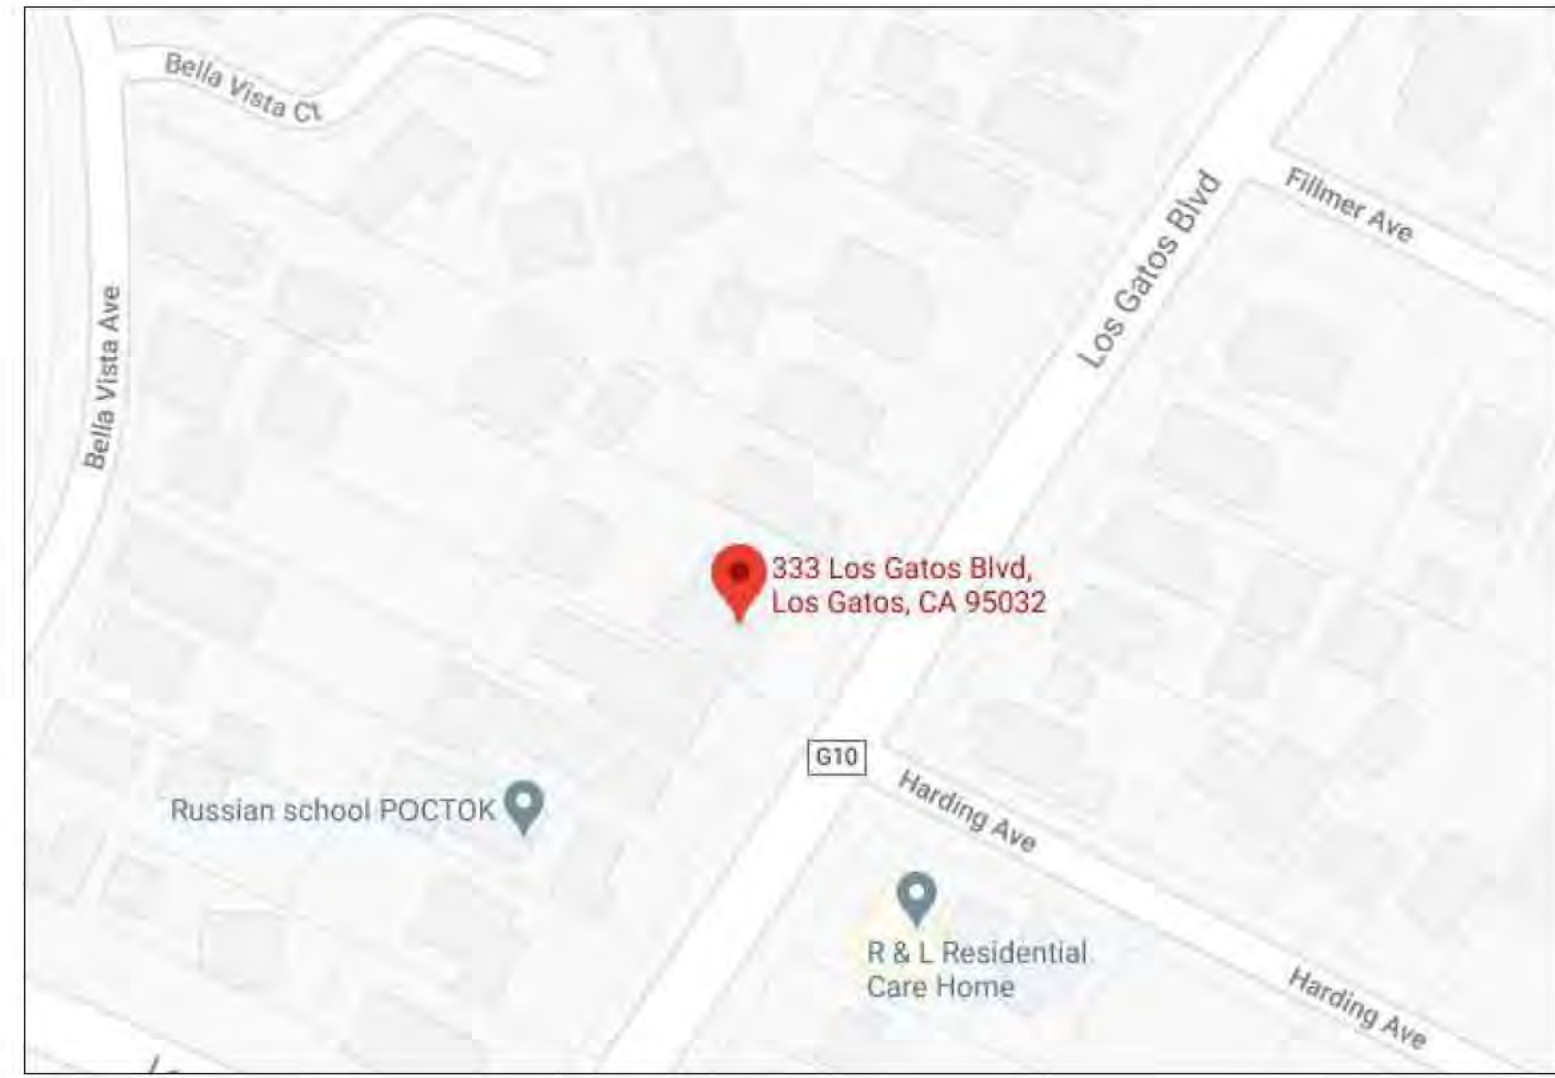 Bella Vista Ct
Fillmer Ave
Los Gatos Blvd
Bella Vista Ave
333 Los Gatos Blvd,
Los Gatos, CA 95032
G10
Harding Ave
Russian school РОСТОК
R & L Residential
Care Home
Harding Ave